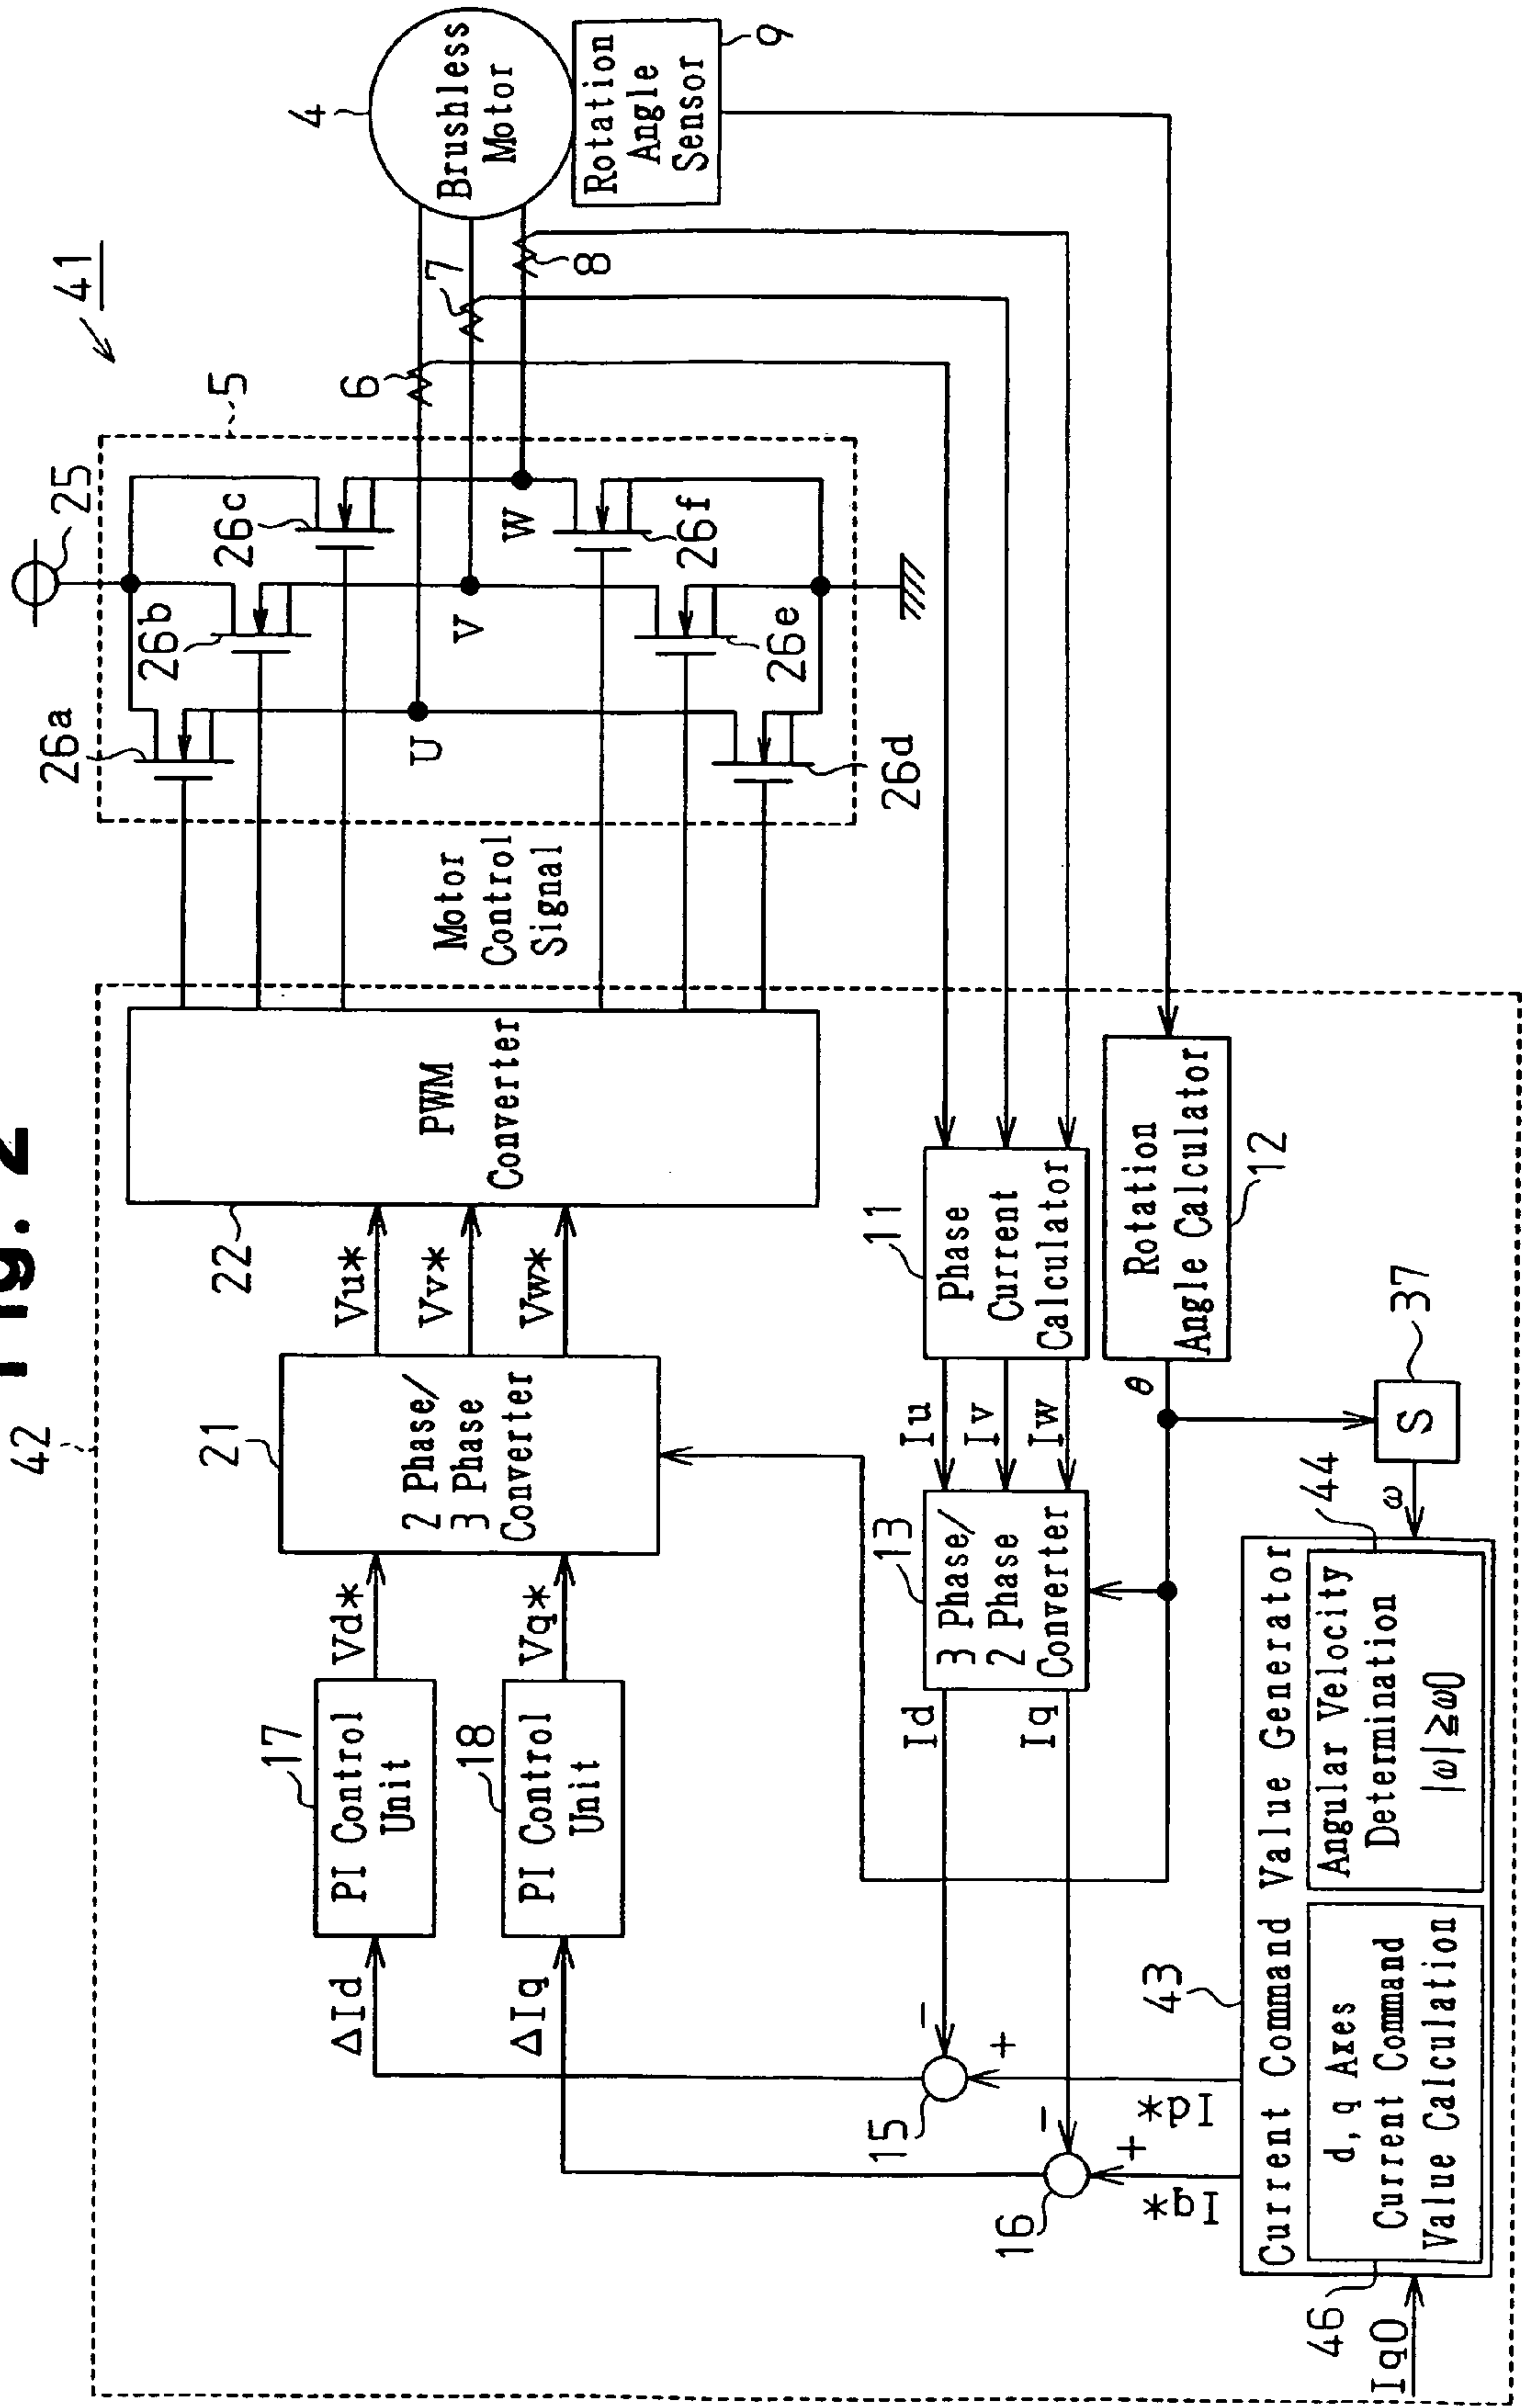 Fig. 2
41
42
21
22
5
25
26a
26b
26c
26d
26e
26f
U
V
W
6
7
8
4
Brushless
Motor
Rotation
Angle
Sensor
9
Motor
Control
Signal
PWM
Converter
Vu*
Vv*
Vw*
2 Phase/
3 Phase
Converter
Vd*
Vq*
17
PI Control
Unit
18
PI Control
Unit
ΔId
ΔIq
11
Phase
Current
Calculator
Iu
Iv
Iw
13
3 Phase/
2 Phase
Converter
Id
Iq
Rotation
Angle Calculator
12
θ
S
37
ω
15
16
-
+
-
+
Id*
Iq*
43
Current Command Value Generator
44
Angular Velocity
Determination
|ω|≧ω0
46
d, q Axes
Current Command
Value Calculation
Iq0